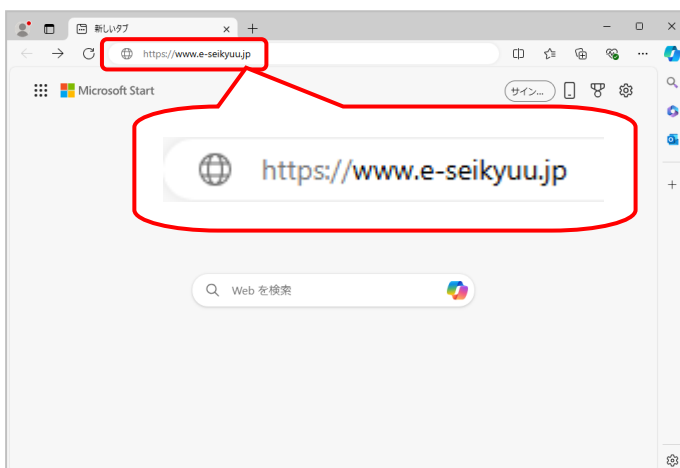 新しいタブ
https://www.e-seikyuu.jp
Microsoft Start
サイン...
https://www.e-seikyuu.jp
Web を検索